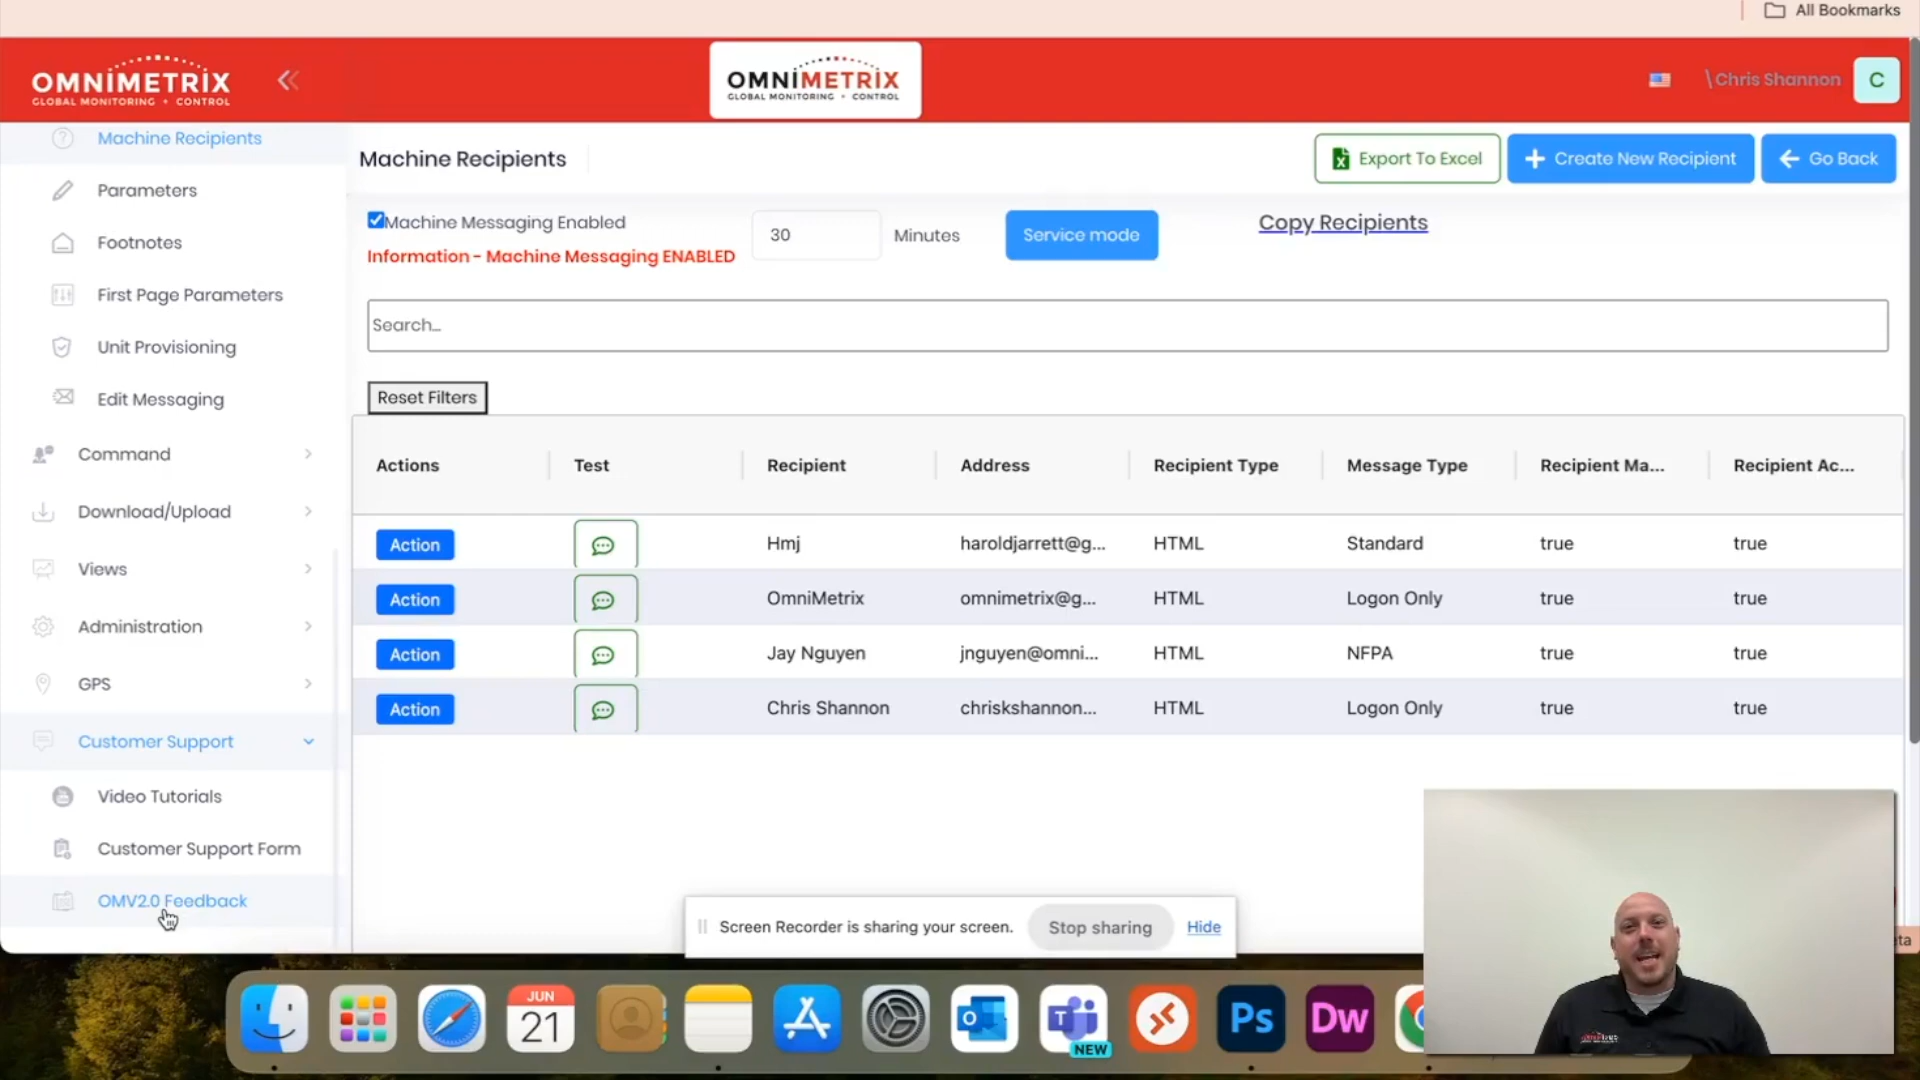 All Bookmarks
OMNIMETRIX
GLOBAL MONITORING • CONTROL
OMNIMETRIX
GLOBAL MONITORING • CONTROL
\Chris Shannon
C
Machine Recipients
Parameters
Footnotes
First Page Parameters
Unit Provisioning
Edit Messaging
Command
Download/Upload
Views
Administration
GPS
Customer Support
Video Tutorials
Customer Support Form
OMV2.0 Feedback
Machine Recipients
Export To Excel
Create New Recipient
Go Back
Machine Messaging Enabled
Information - Machine Messaging ENABLED
30
Minutes
Service mode
Copy Recipients
Search...
Reset Filters
Actions Test Recipient Address Recipient Type Message Type Recipient Ma... Recipient Ac...
Action Hmj haroldjarrett@g... HTML Standard true true
Action OmniMetrix omnimetrix@g... HTML Logon Only true true
Action Jay Nguyen jnguyen@omni... HTML NFPA true true
Action Chris Shannon chriskshannon... HTML Logon Only true true
Screen Recorder is sharing your screen. Stop sharing Hide
ta
JUN
21
T
NEW
Ps
Dw